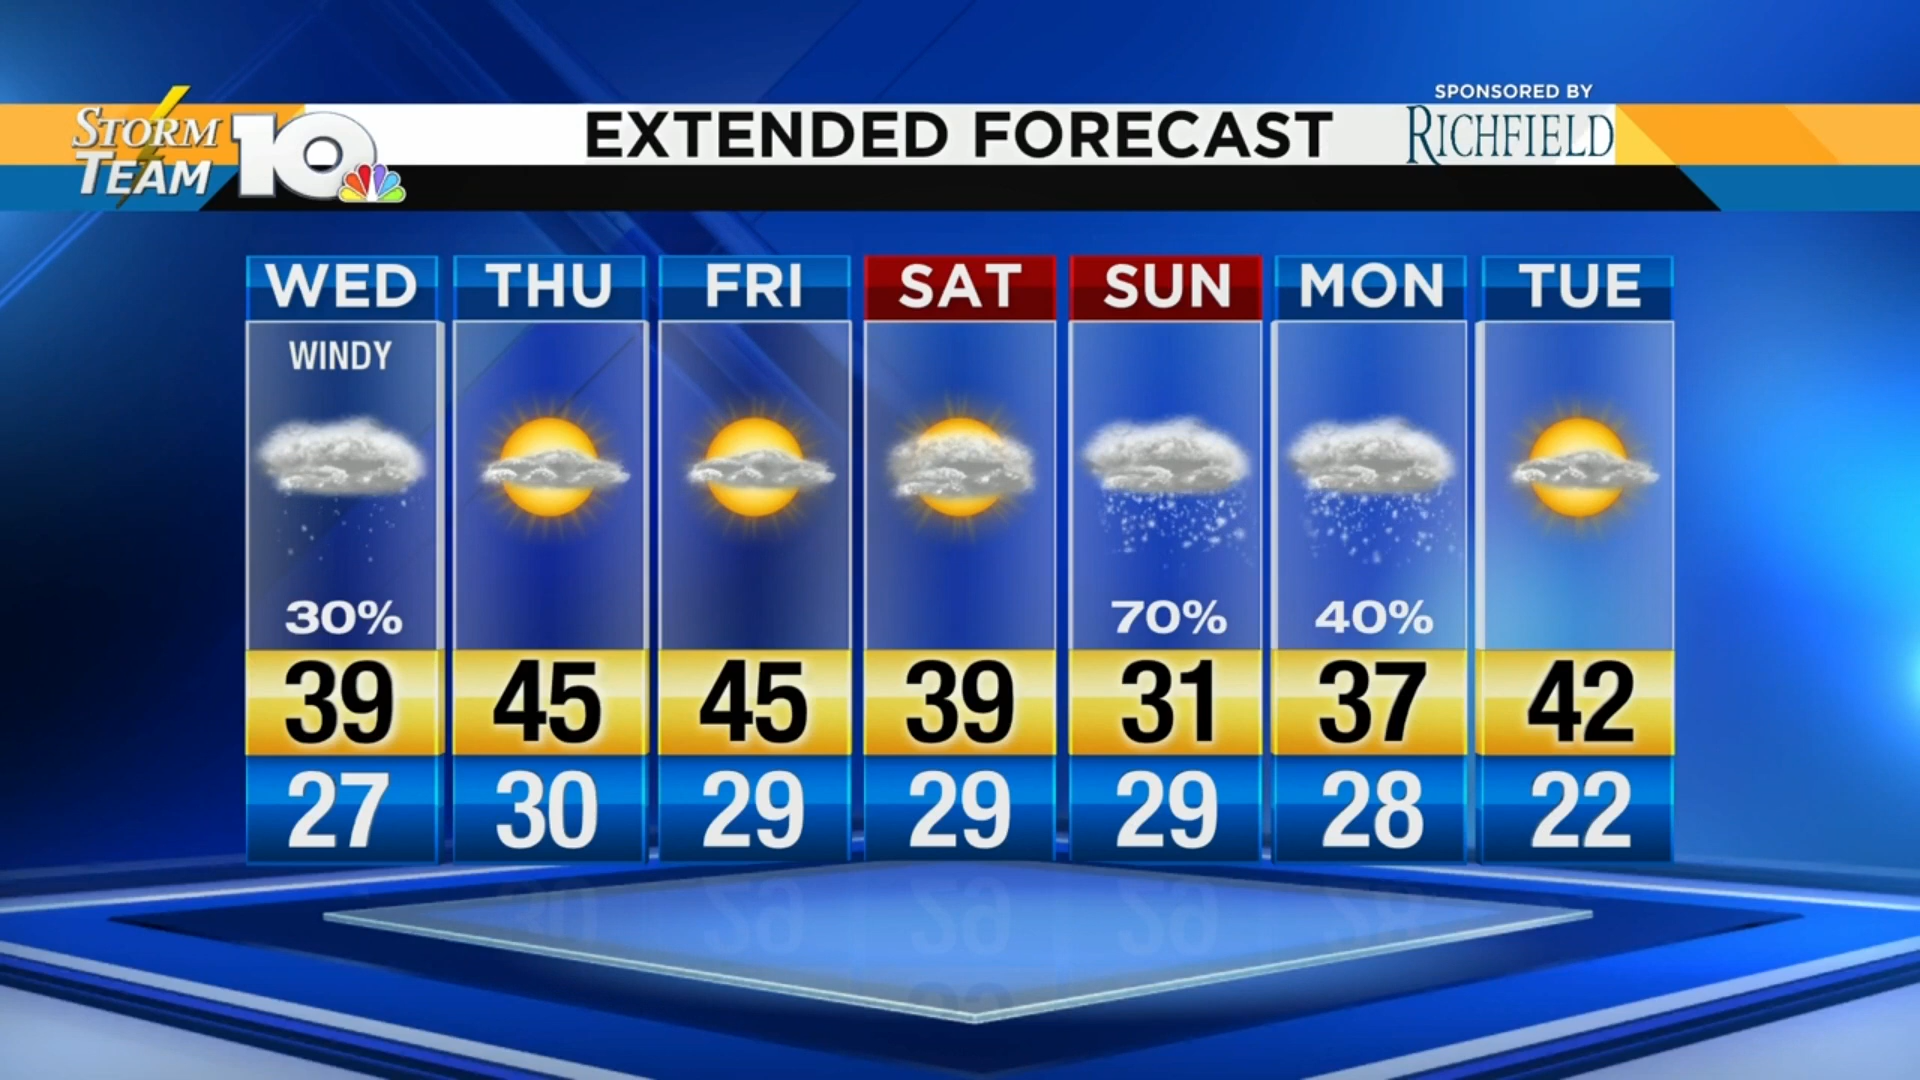 SPONSORED BY
STORM TEAM 10
EXTENDED FORECAST
RICHFIELD
WED THU FRI SAT SUN MON TUE
WINDY
30% 70% 40%
39 45 45 39 31 37 42
27 30 29 29 29 28 22